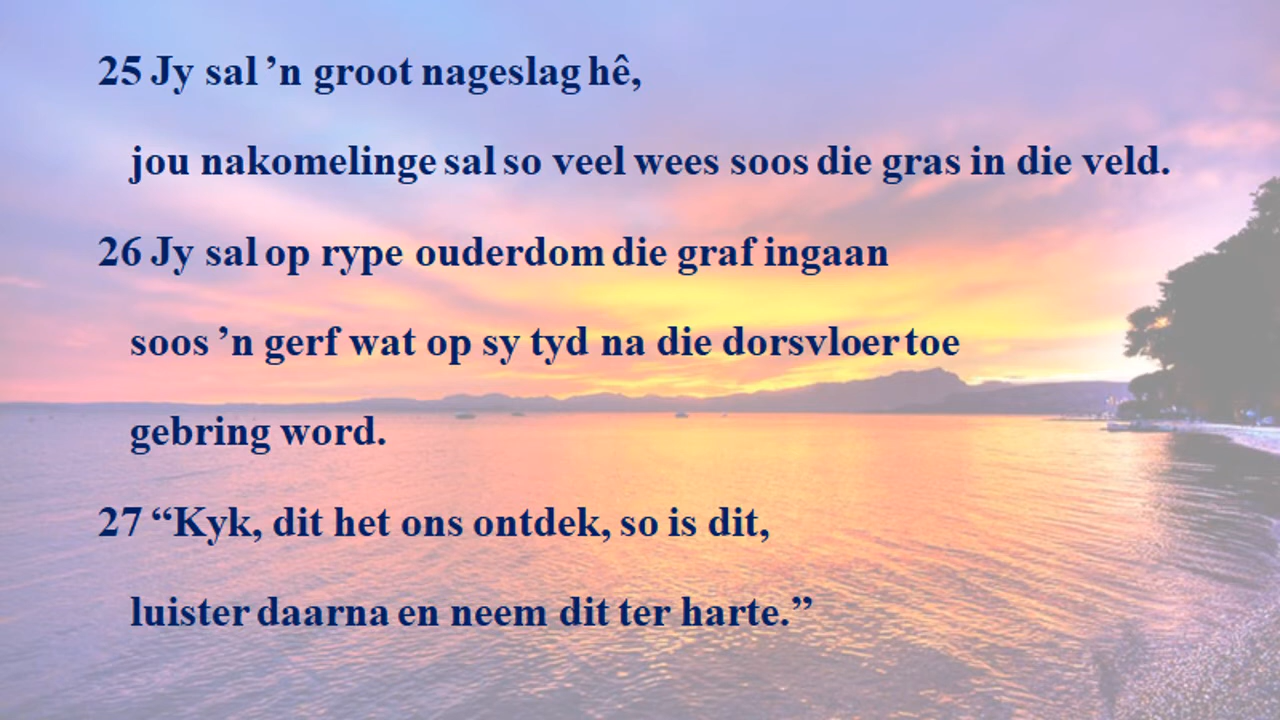 25 Jy sal ’n groot nageslag hê,
jou nakomelinge sal so veel wees soos die gras in die veld.
26 Jy sal op rype ouderdom die graf ingaan
soos ’n gerf wat op sy tyd na die dorsvloer toe
gebring word.
27 “Kyk, dit het ons ontdek, so is dit,
luister daarna en neem dit ter harte.”